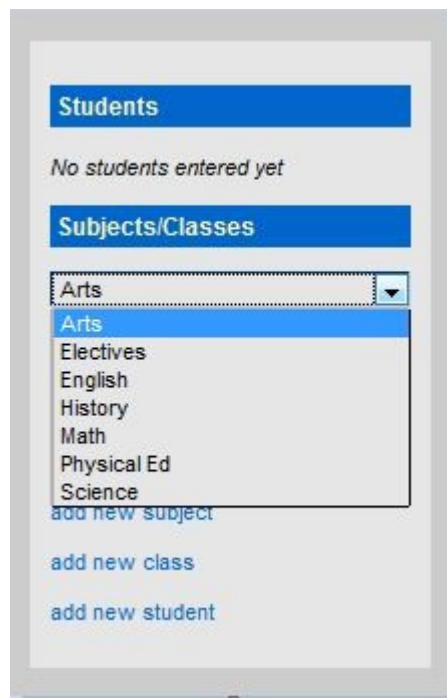 Students
No students entered yet
Subjects/Classes
Arts
Arts
Electives
English
History
Math
Physical Ed
Science
add new subject
add new class
add new student